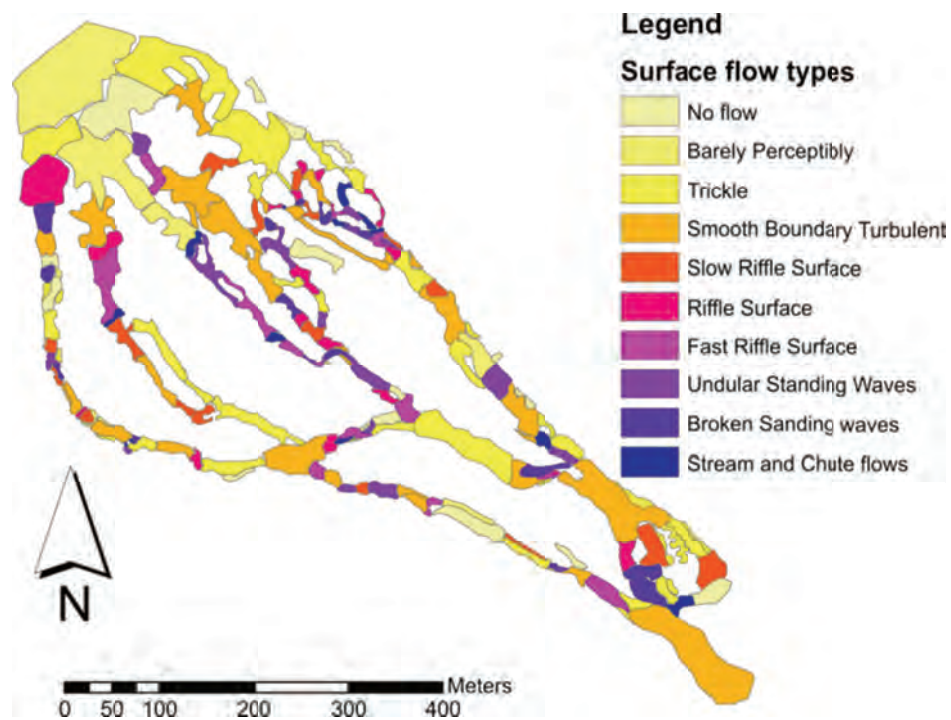 Legend
Surface flow types
No flow
Barely Perceptibly
Trickle
Smooth Boundary Turbulent
Slow Riffle Surface
Riffle Surface
Fast Riffle Surface
Undular Standing Waves
Broken Sanding waves
Stream and Chute flows
N
Meters
0 50 100 200 300 400